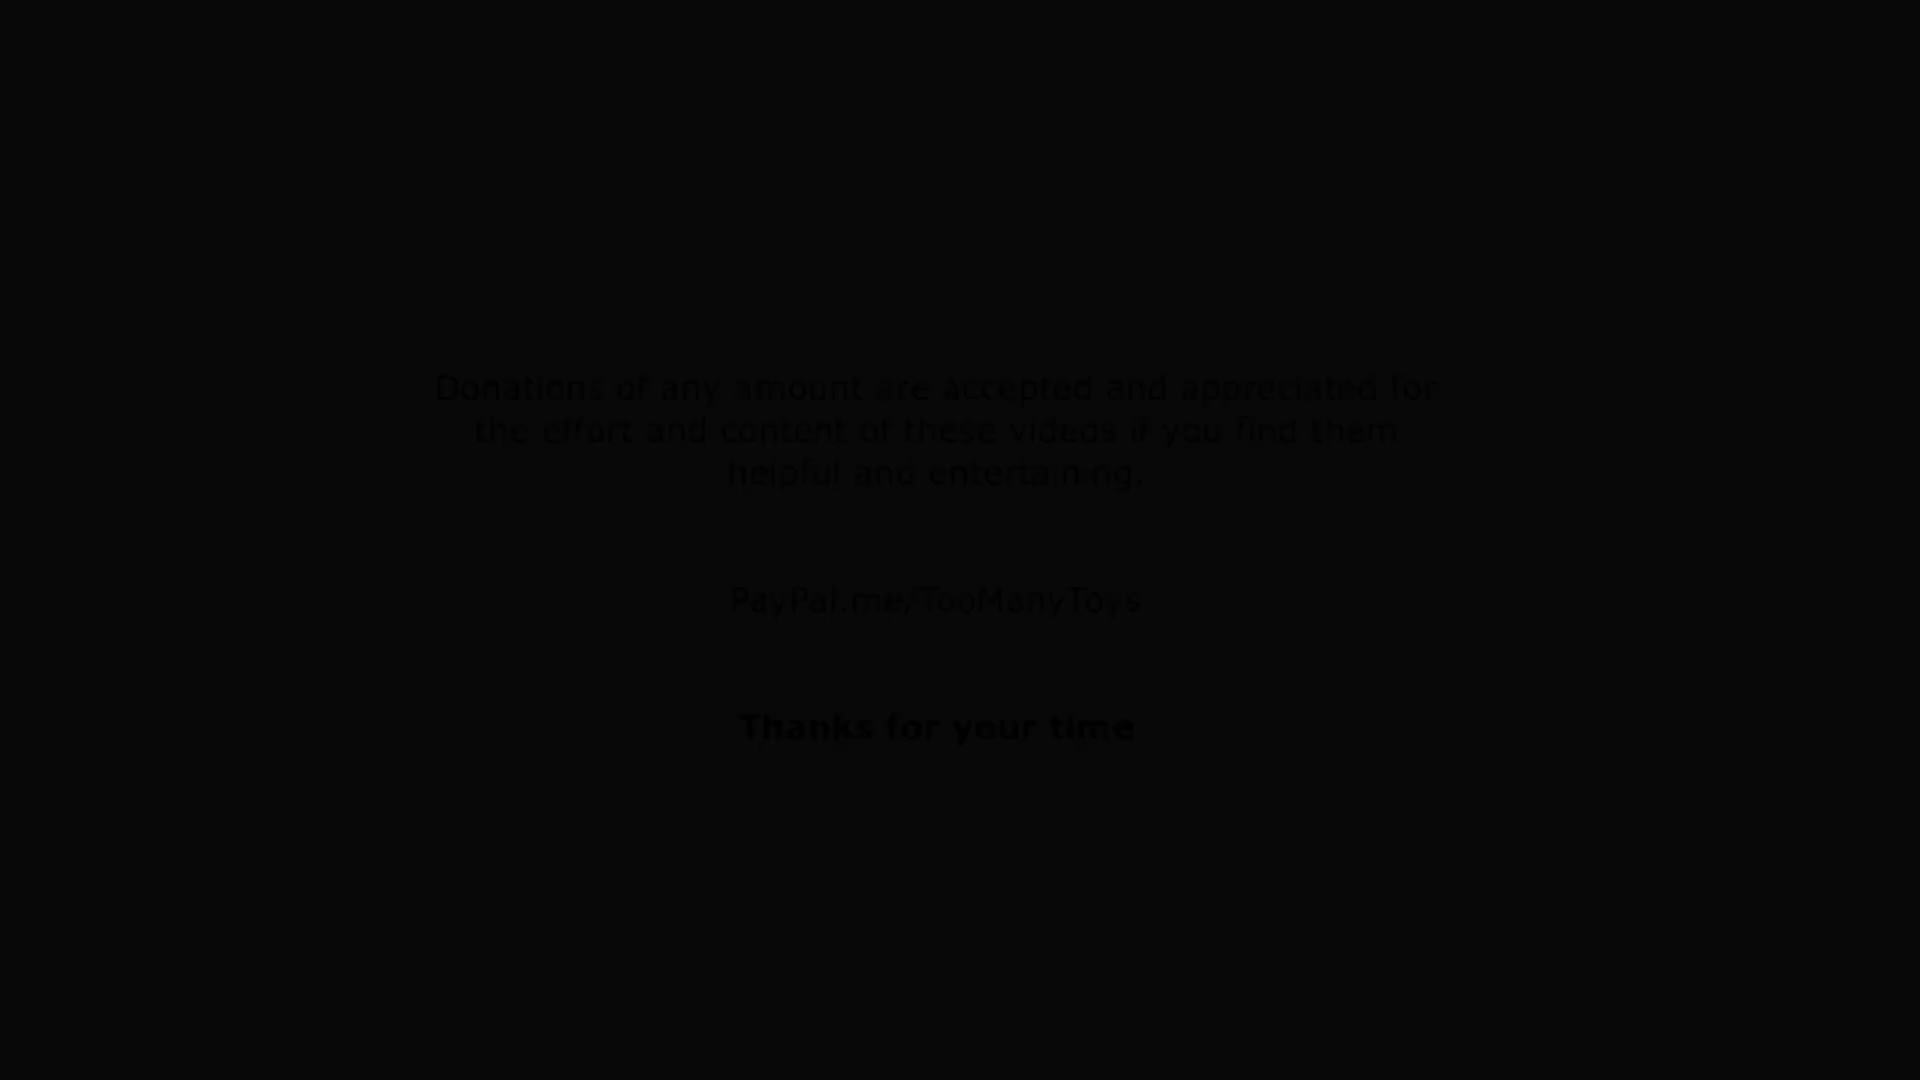 Donations of any amount are accepted and appreciated for
the effort and content of these videos if you find them
helpful and entertaining.
PayPal.me/TooManyToys
Thanks for your time